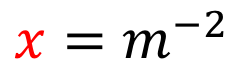 x = m⁻²